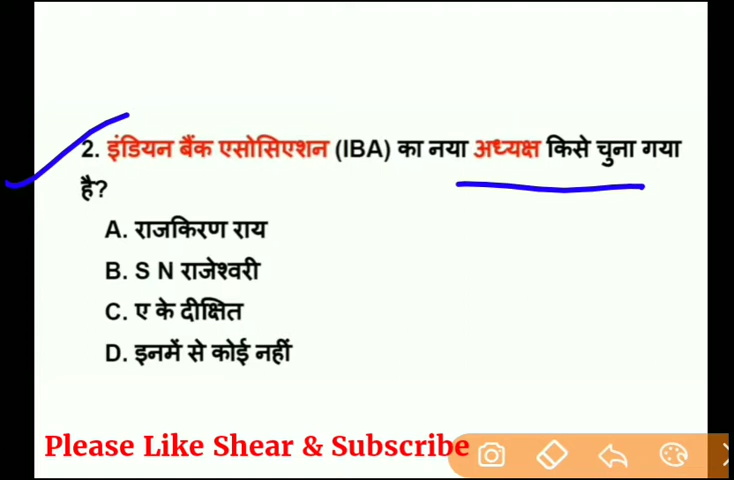 2. इंडियन बैंक एसोसिएशन (IBA) का नया अध्यक्ष किसे चुना गया
है?
A. राजकिरण राय
B. S N राजेश्वरी
C. ए के दीक्षित
D. इनमें से कोई नहीं
Please Like Shear & Subscribe